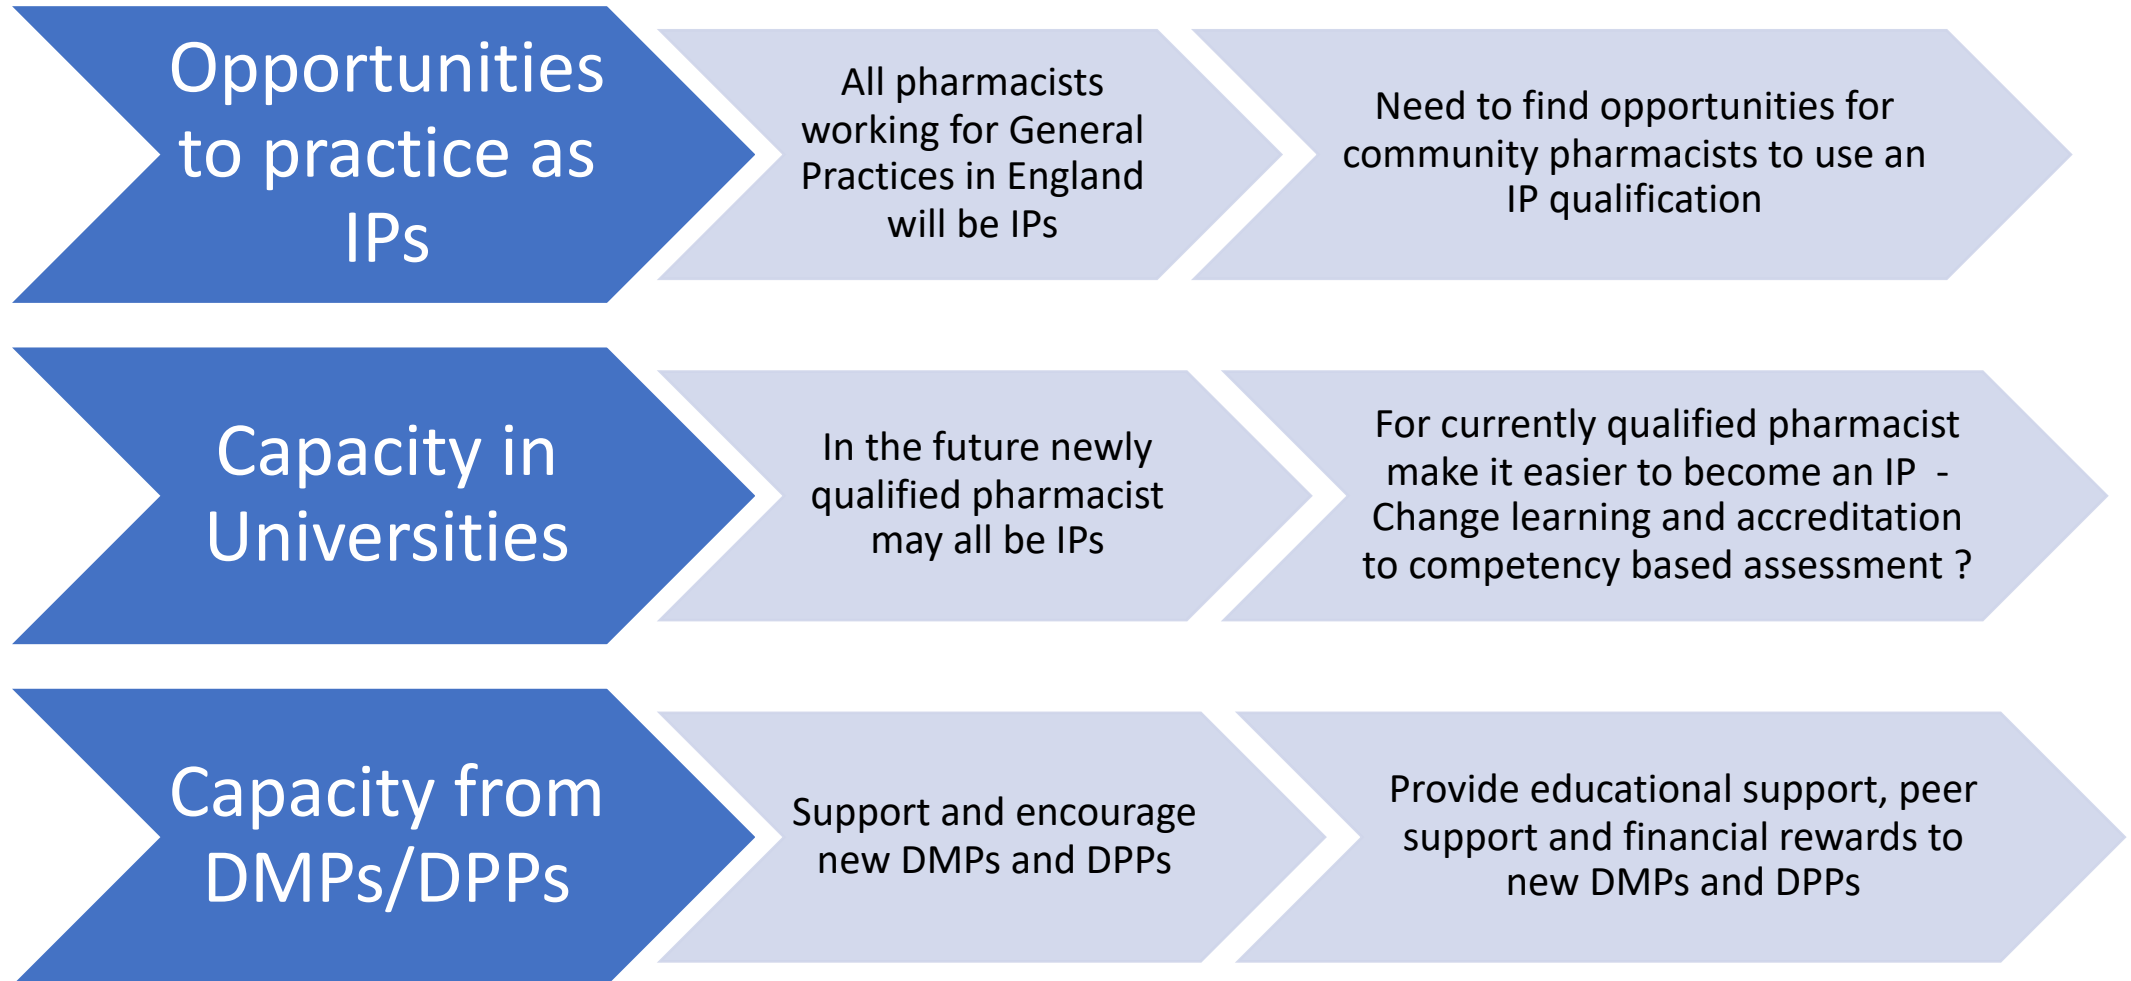 Opportunities
to practice as
IPs
All pharmacists
working for General
Practices in England
will be IPs
Need to find opportunities for
community pharmacists to use an
IP qualification
Capacity in
Universities
In the future newly
qualified pharmacist
may all be IPs
For currently qualified pharmacist
make it easier to become an IP  -
Change learning and accreditation
to competency based assessment ?
Capacity from
DMPs/DPPs
Support and encourage
new DMPs and DPPs
Provide educational support, peer
support and financial rewards to
new DMPs and DPPs